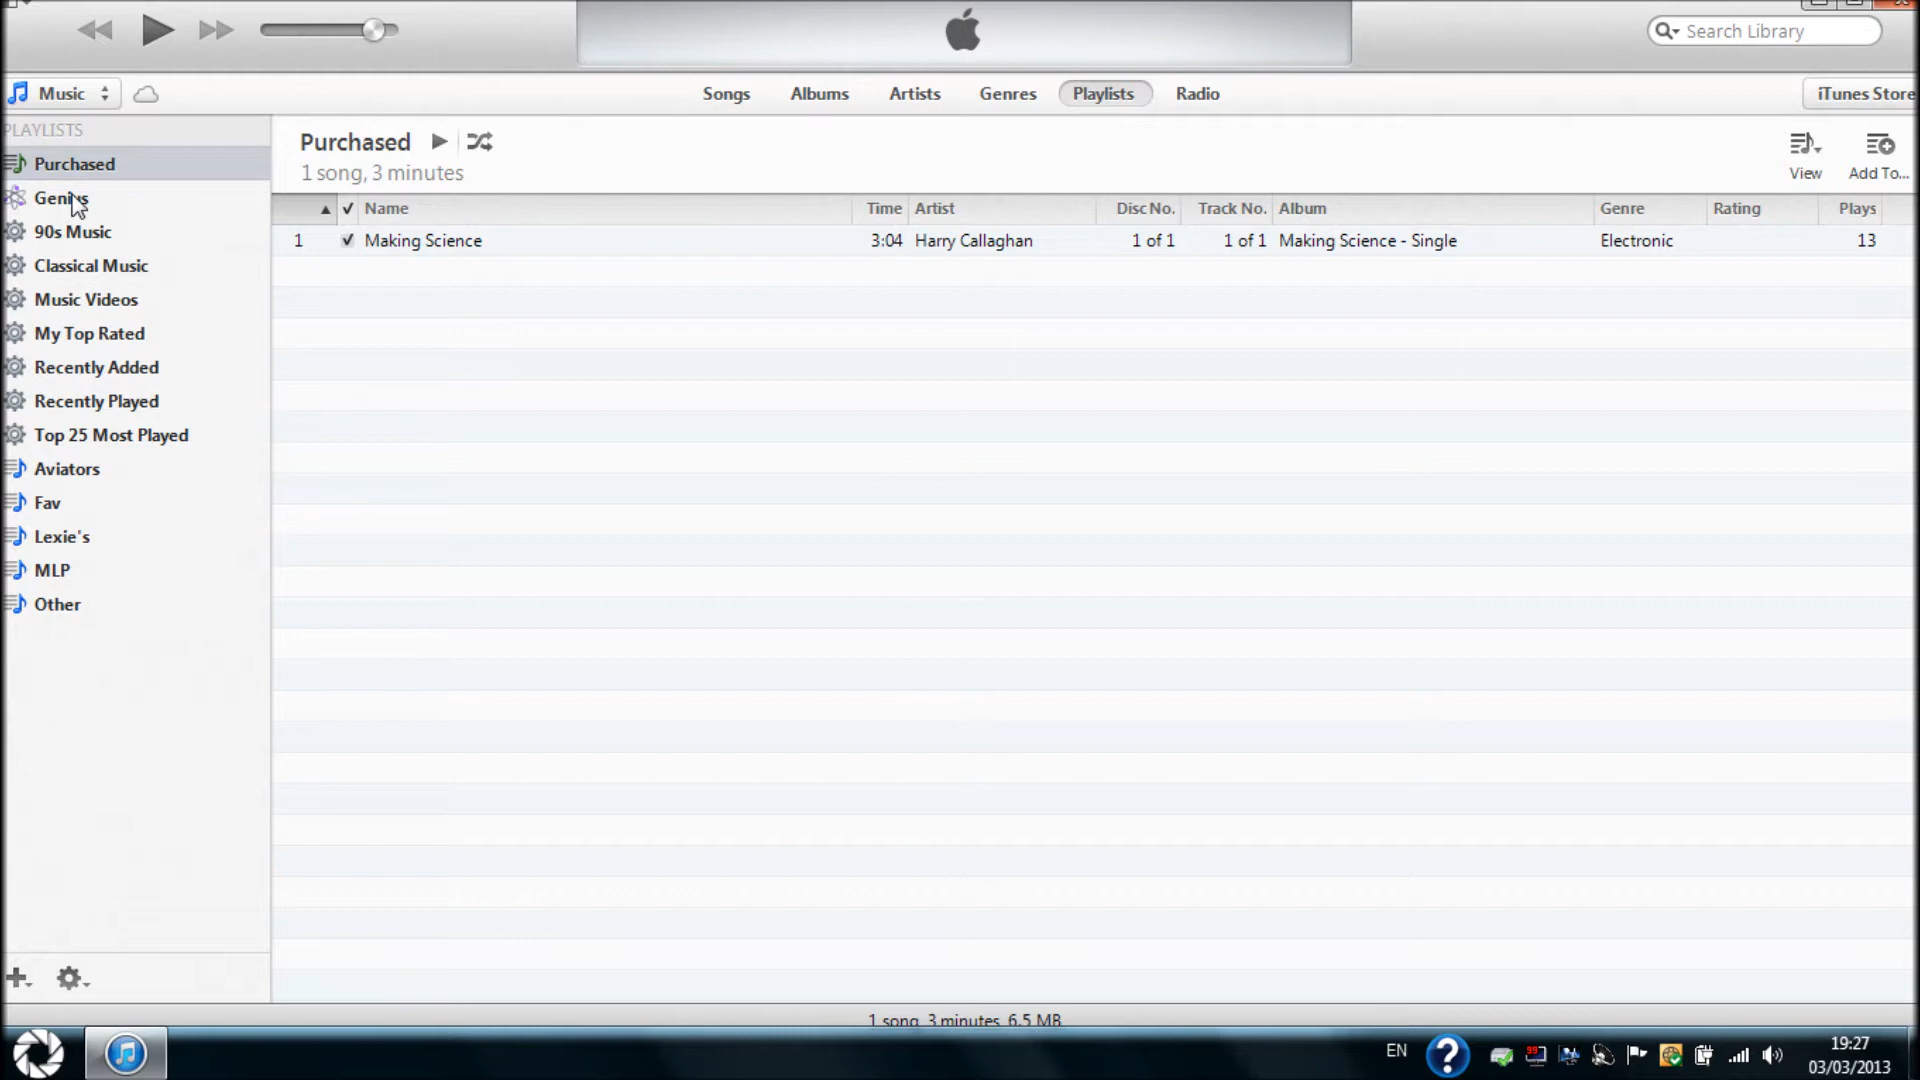 Search Library
Music
Songs Albums Artists Genres Playlists Radio
iTunes Store
PLAYLISTS
Purchased
Genius
90s Music
Classical Music
Music Videos
My Top Rated
Recently Added
Recently Played
Top 25 Most Played
Aviators
Fav
Lexie's
MLP
Other
Purchased
1 song, 3 minutes
View Add To...
Name Time Artist Disc No. Track No. Album Genre Rating Plays
1 Making Science 3:04 Harry Callaghan 1 of 1 1 of 1 Making Science - Single Electronic 13
1 song, 3 minutes, 6.5 MB
EN
99
19:27
03/03/2013